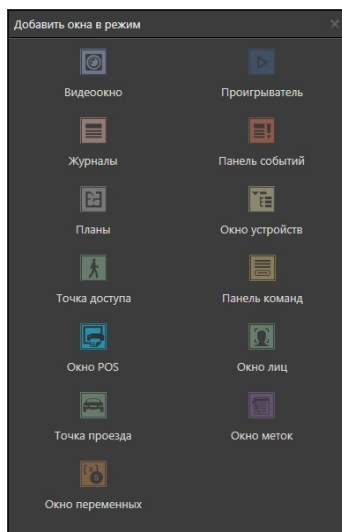 Добавить окна в режим
Видеоокно
Проигрыватель
Журналы
Панель событий
Планы
Окно устройств
Точка доступа
Панель команд
Окно POS
Окно лиц
Точка проезда
Окно меток
Окно переменных